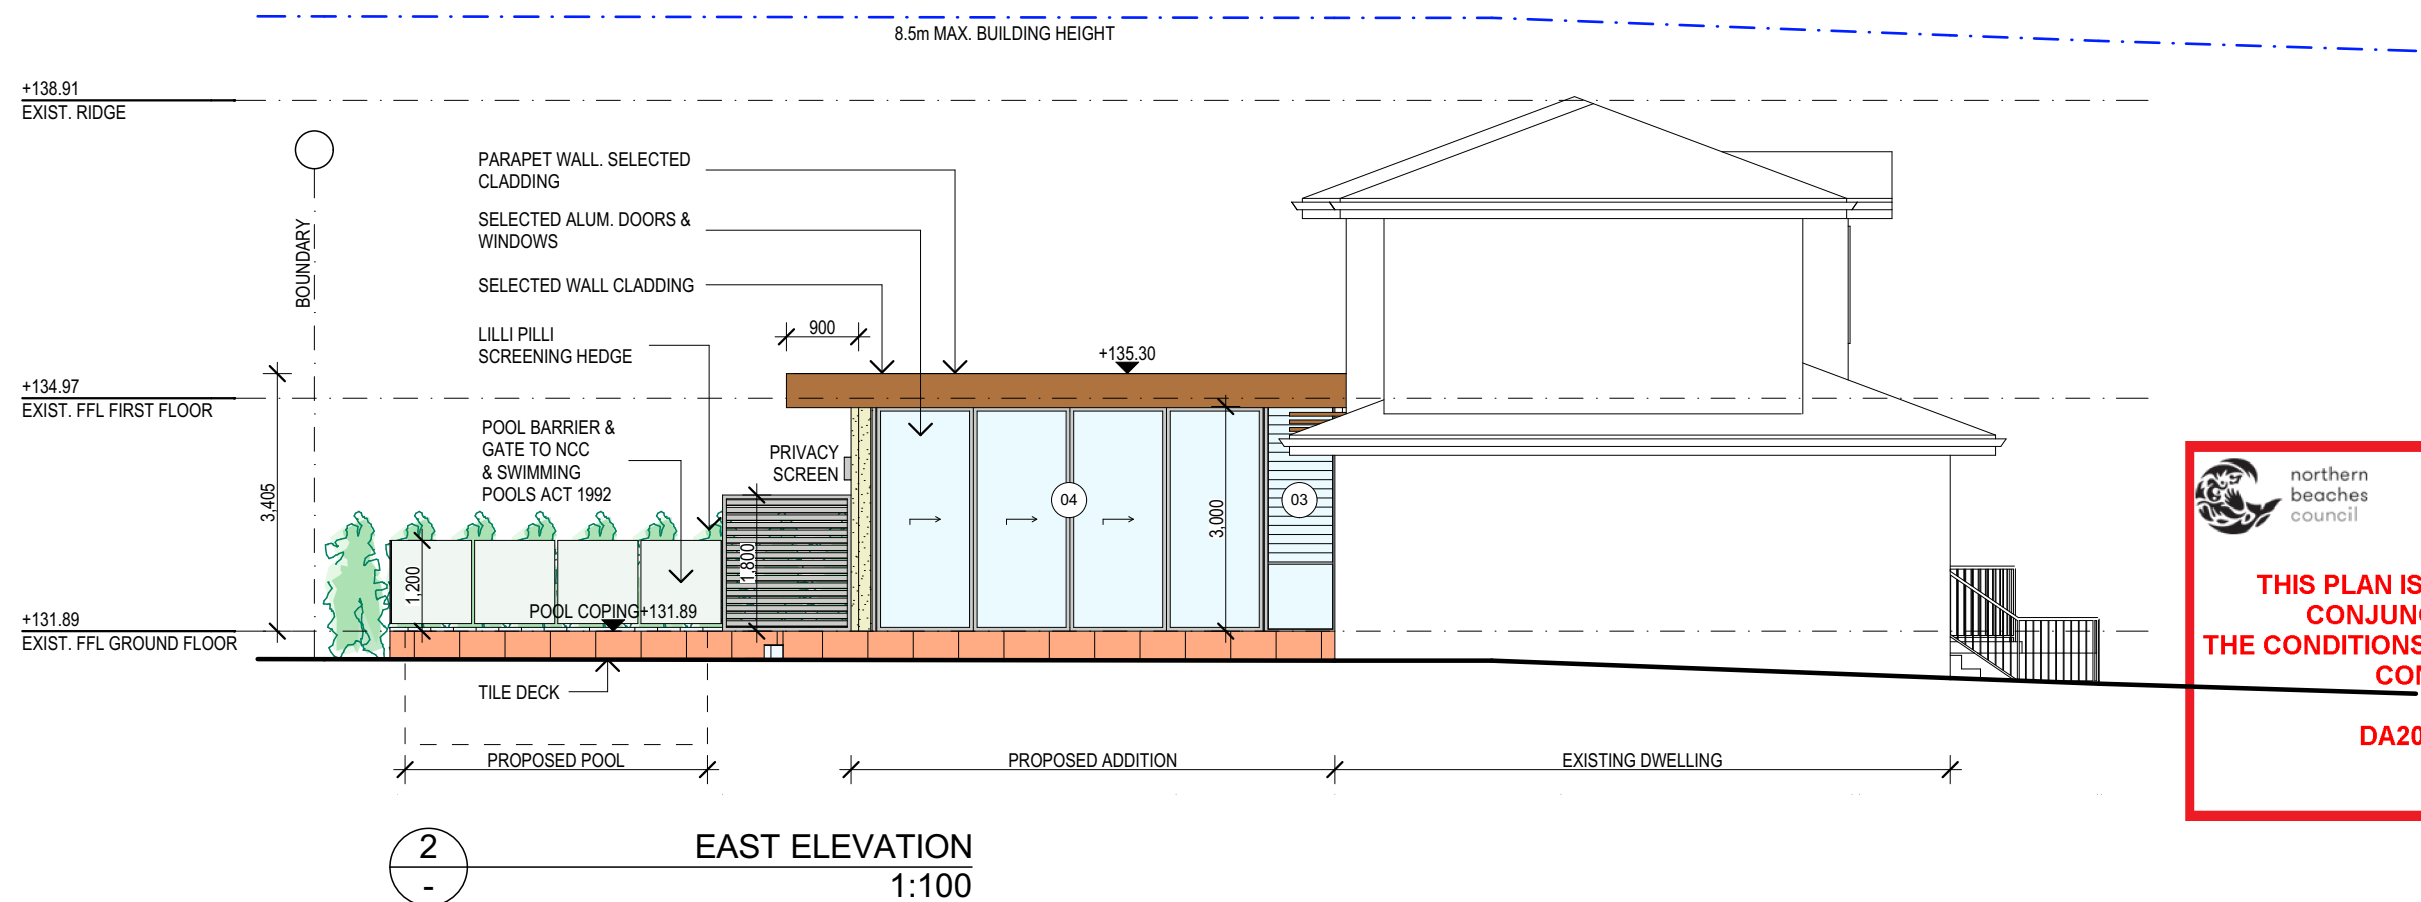 8.5m MAX. BUILDING HEIGHT
+138.91
EXIST. RIDGE
BOUNDARY
PARAPET WALL. SELECTED
CLADDING
SELECTED ALUM. DOORS &
WINDOWS
SELECTED WALL CLADDING
LILLI PILLI
SCREENING HEDGE
900
+135.30
+134.97
EXIST. FFL FIRST FLOOR
POOL BARRIER &
GATE TO NCC
& SWIMMING
POOLS ACT 1992
PRIVACY
SCREEN
3,405
1,200
1,800
3,000
04
03
POOL COPING+131.89
+131.89
EXIST. FFL GROUND FLOOR
TILE DECK
PROPOSED POOL
PROPOSED ADDITION
EXISTING DWELLING
northern
beaches
council
THIS PLAN IS
CONJUN
THE CONDITIONS
CON
DA20
2
-
EAST ELEVATION
1:100